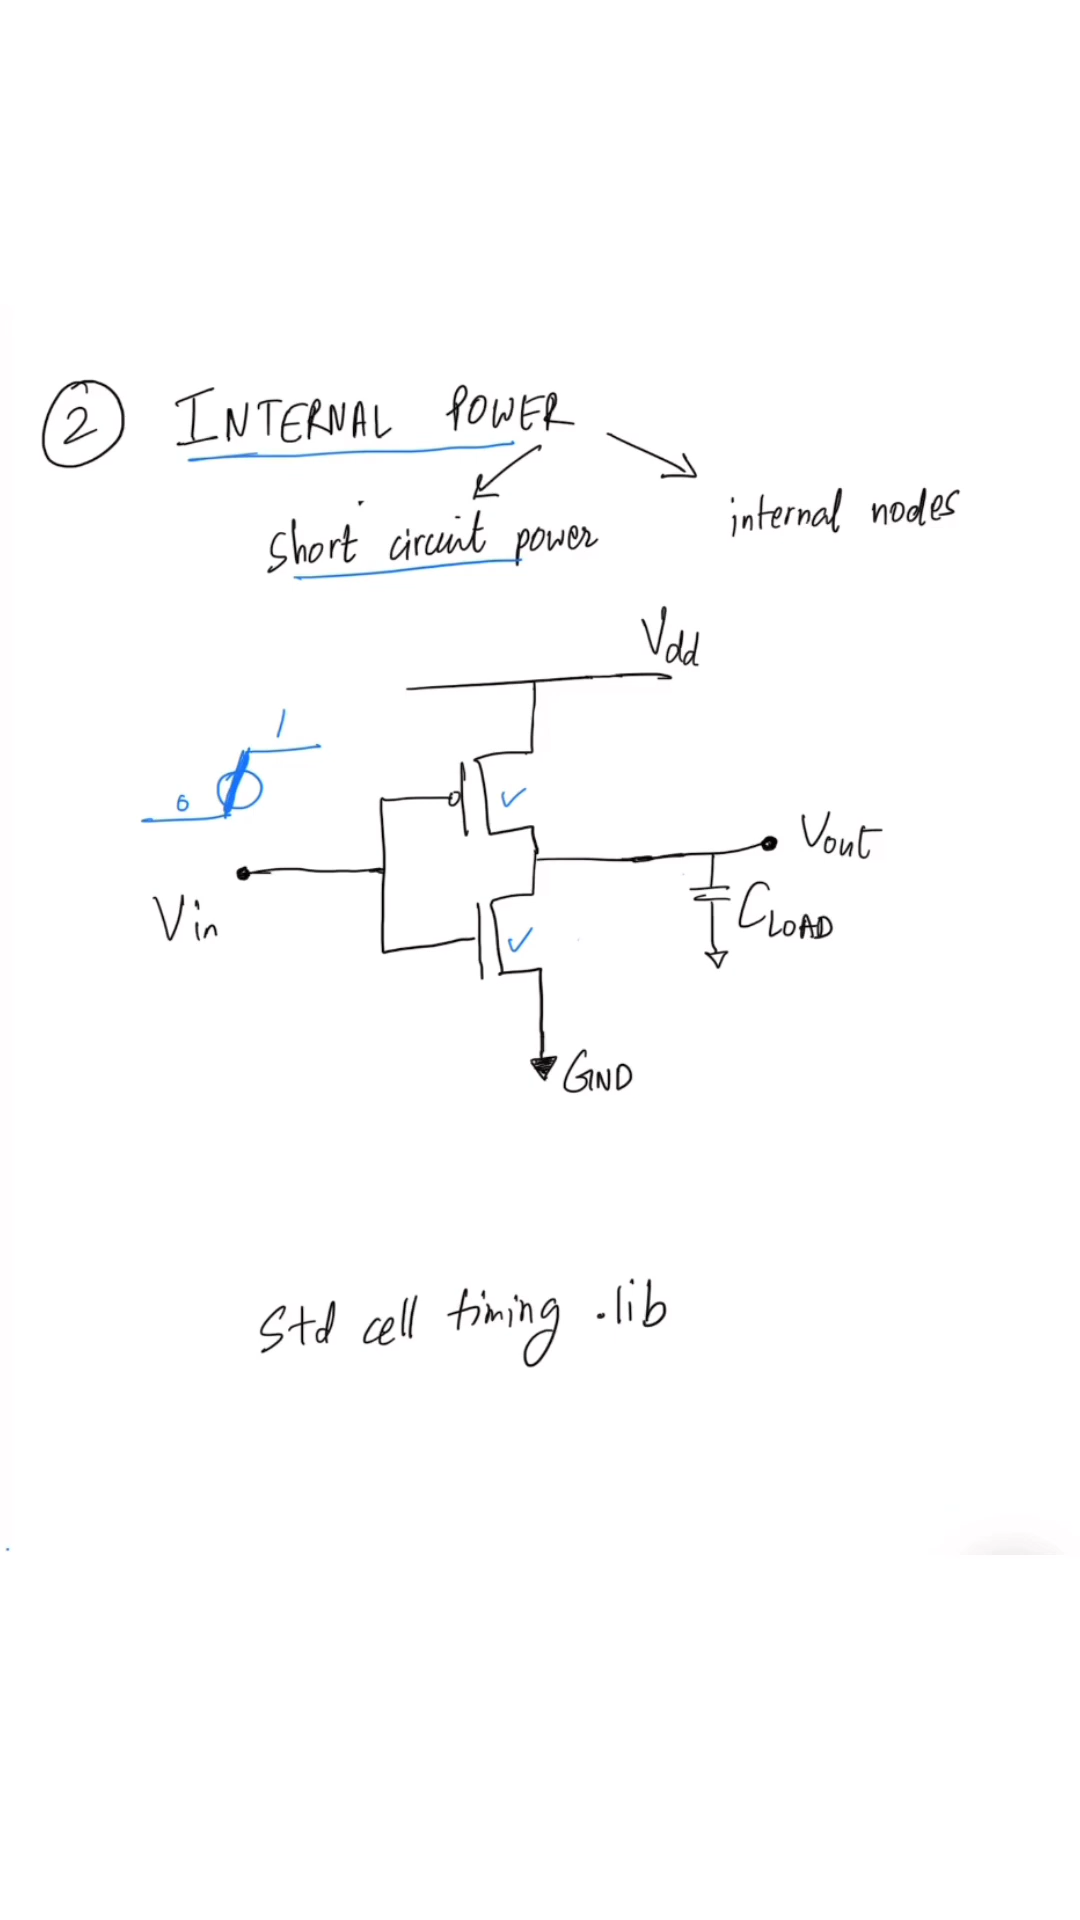 2 INTERNAL POWER
short circuit power
internal nodes
Vdd
1
0
Vout
Vin
CLOAD
GND
Std cell timing .lib